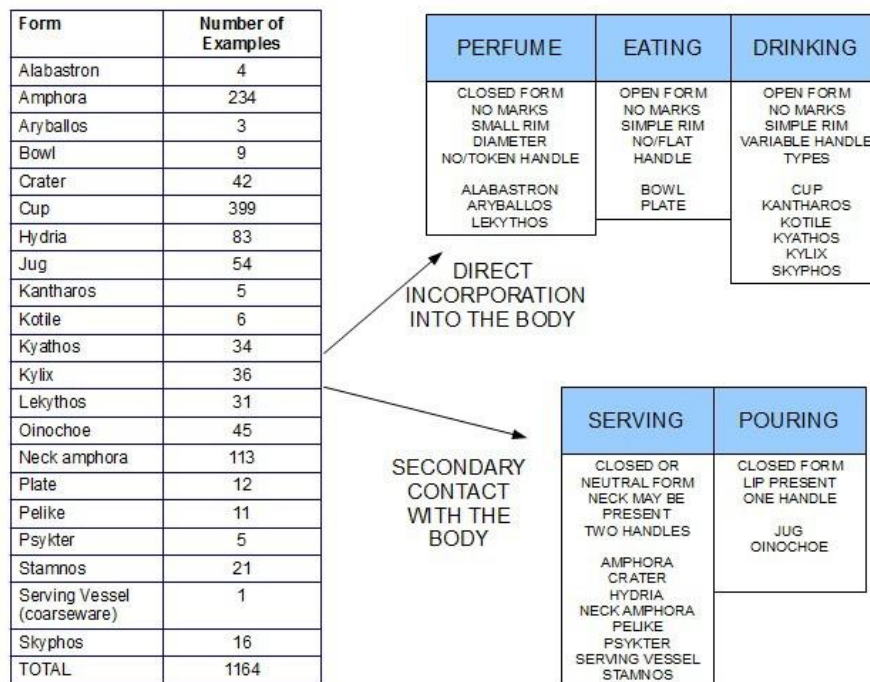 Form Number of Examples
Alabastron 4
Amphora 234
Aryballos 3
Bowl 9
Crater 42
Cup 399
Hydria 83
Jug 54
Kantharos 5
Kotile 6
Kyathos 34
Kylix 36
Lekythos 31
Oinochoe 45
Neck amphora 113
Plate 12
Pelike 11
Psykter 5
Stamnos 21
Serving Vessel 1
(coarseware)
Skyphos 16
TOTAL 1164
PERFUME
CLOSED FORM
NO MARKS
SMALL RIM
DIAMETER
NO/TOKEN HANDLE
ALABASTRON
ARYBALLOS
LEKYTHOS
EATING
OPEN FORM
NO MARKS
SIMPLE RIM
NO/FLAT
HANDLE
BOWL
PLATE
DRINKING
OPEN FORM
NO MARKS
SIMPLE RIM
VARIABLE HANDLE
TYPES
CUP
KANTHAROS
KOTILE
KYATHOS
KYLIX
SKYPHOS
DIRECT
INCORPORATION
INTO THE BODY
SECONDARY
CONTACT
WITH THE
BODY
SERVING
CLOSED OR
NEUTRAL FORM
NECK MAY BE
PRESENT
TWO HANDLES
AMPHORA
CRATER
HYDRIA
NECK AMPHORA
PELIKE
PSYKTER
SERVING VESSEL
STAMNOS
POURING
CLOSED FORM
LIP PRESENT
ONE HANDLE
JUG
OINOCHOE